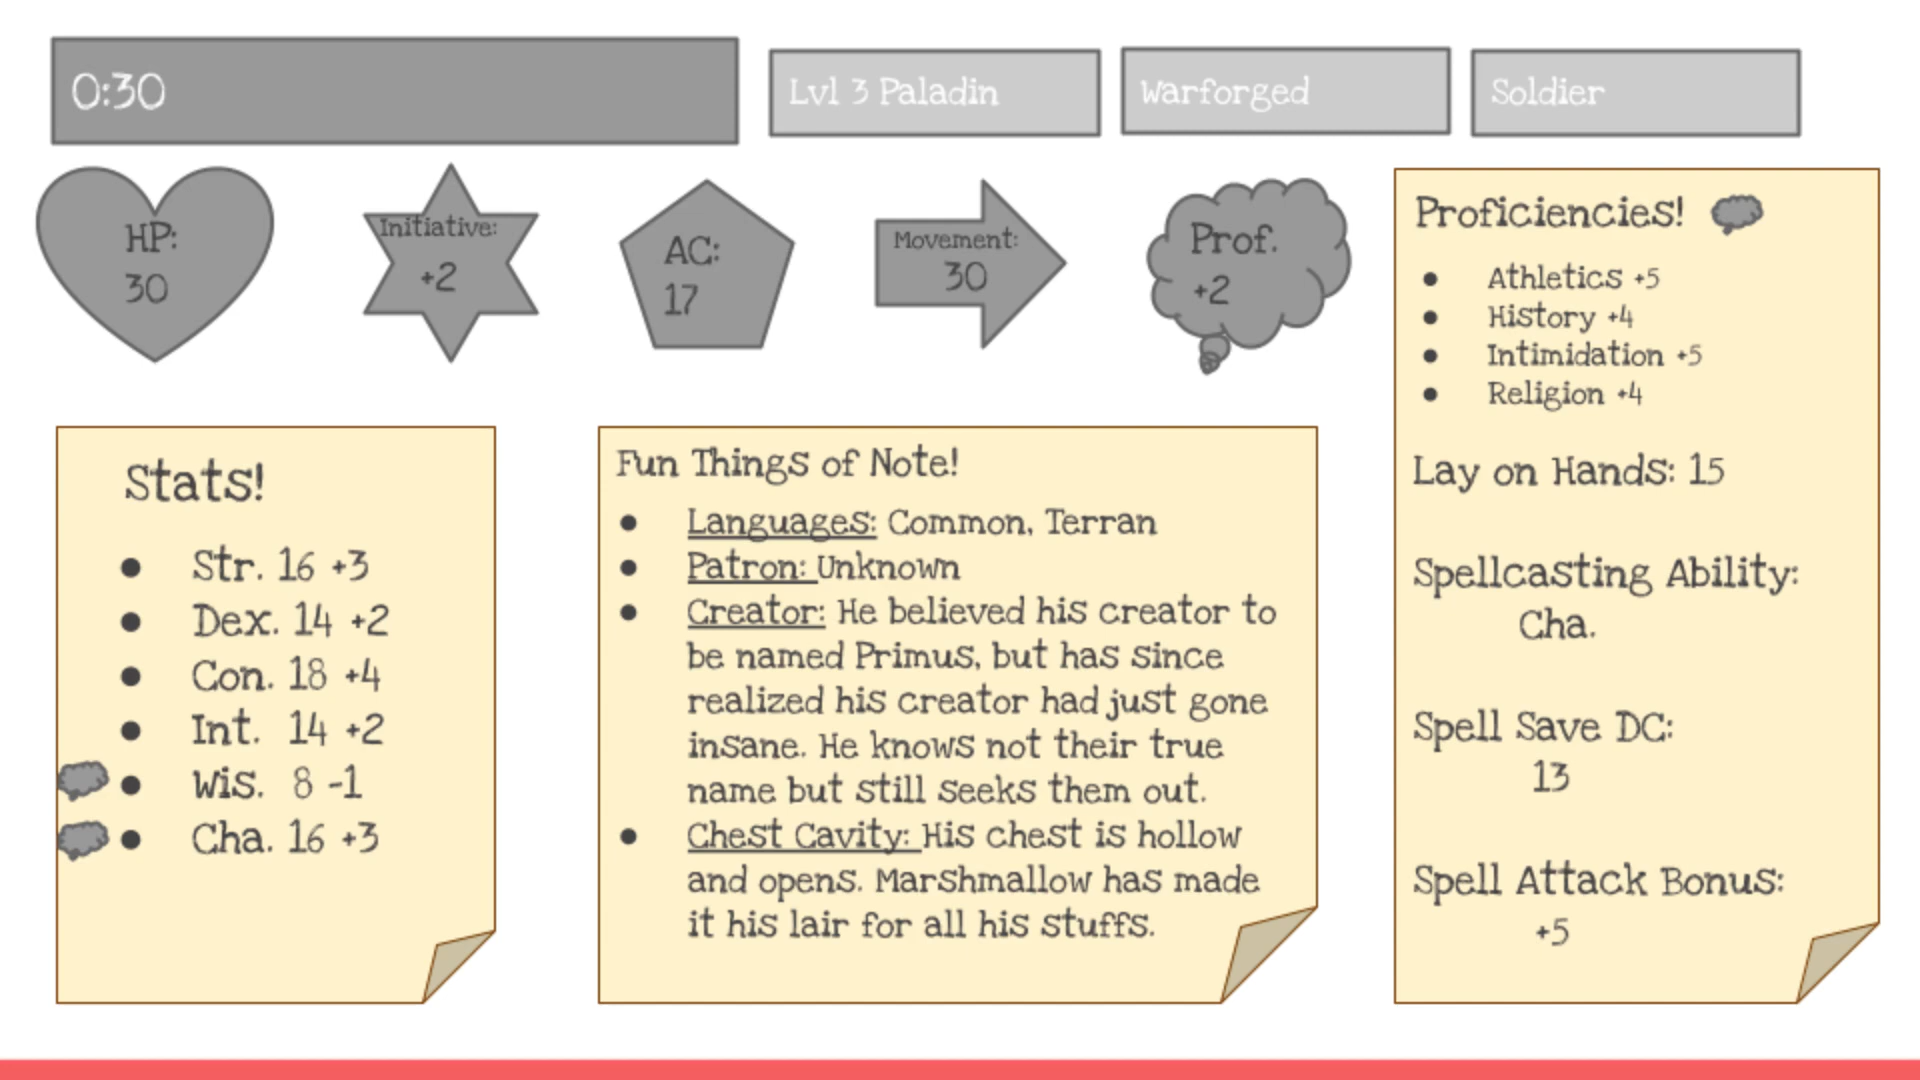 0:30
Lvl 3 Paladin
Warforged
Soldier
HP:
30
Initiative:
+2
AC:
17
Movement:
30
Prof.
+2
Stats!
● Str. 16 +3
● Dex. 14 +2
● Con. 18 +4
● Int. 14 +2
● Wis. 8 -1
● Cha. 16 +3
Fun Things of Note!
● Languages: Common, Terran
● Patron: Unknown
● Creator: He believed his creator to
be named Primus, but has since
realized his creator had just gone
insane. He knows not their true
name but still seeks them out.
● Chest Cavity: His chest is hollow
and opens. Marshmallow has made
it his lair for all his stuffs.
Proficiencies!
● Athletics +5
● History +4
● Intimidation +5
● Religion +4
Lay on Hands: 15
Spellcasting Ability:
Cha.
Spell Save DC:
13
Spell Attack Bonus:
+5